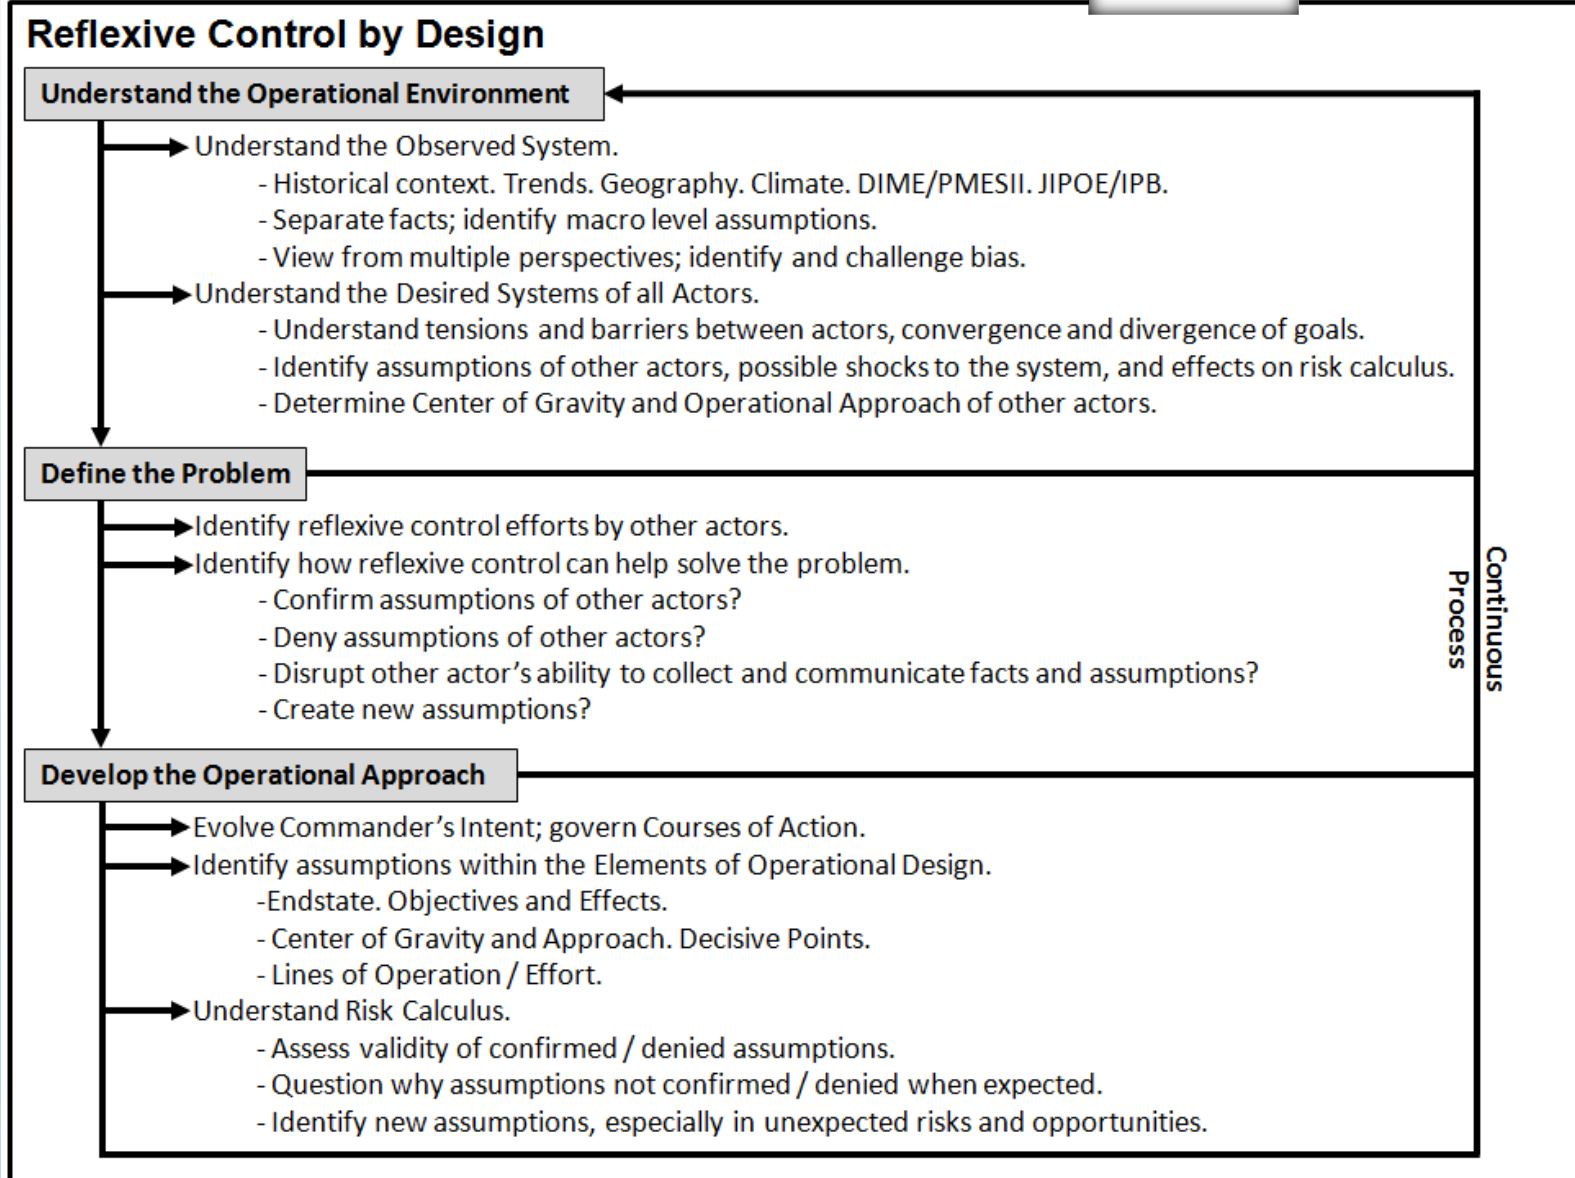 Reflexive Control by Design
Understand the Operational Environment
Understand the Observed System.
- Historical context. Trends. Geography. Climate. DIME/PMESII. JIPOE/IPB.
- Separate facts; identify macro level assumptions.
- View from multiple perspectives; identify and challenge bias.
Understand the Desired Systems of all Actors.
- Understand tensions and barriers between actors, convergence and divergence of goals.
- Identify assumptions of other actors, possible shocks to the system, and effects on risk calculus.
- Determine Center of Gravity and Operational Approach of other actors.
Define the Problem
Identify reflexive control efforts by other actors.
Identify how reflexive control can help solve the problem.
- Confirm assumptions of other actors?
- Deny assumptions of other actors?
- Disrupt other actor's ability to collect and communicate facts and assumptions?
- Create new assumptions?
Develop the Operational Approach
Evolve Commander's Intent; govern Courses of Action.
Identify assumptions within the Elements of Operational Design.
-Endstate. Objectives and Effects.
- Center of Gravity and Approach. Decisive Points.
- Lines of Operation / Effort.
Understand Risk Calculus.
- Assess validity of confirmed / denied assumptions.
- Question why assumptions not confirmed / denied when expected.
- Identify new assumptions, especially in unexpected risks and opportunities.
Continuous
Process